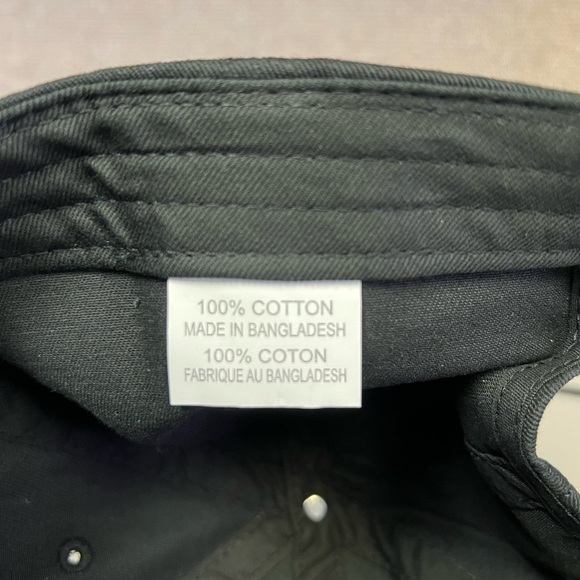 100% COTTON
MADE IN BANGLADESH
100% COTON
FABRIQUE AU BANGLADESH